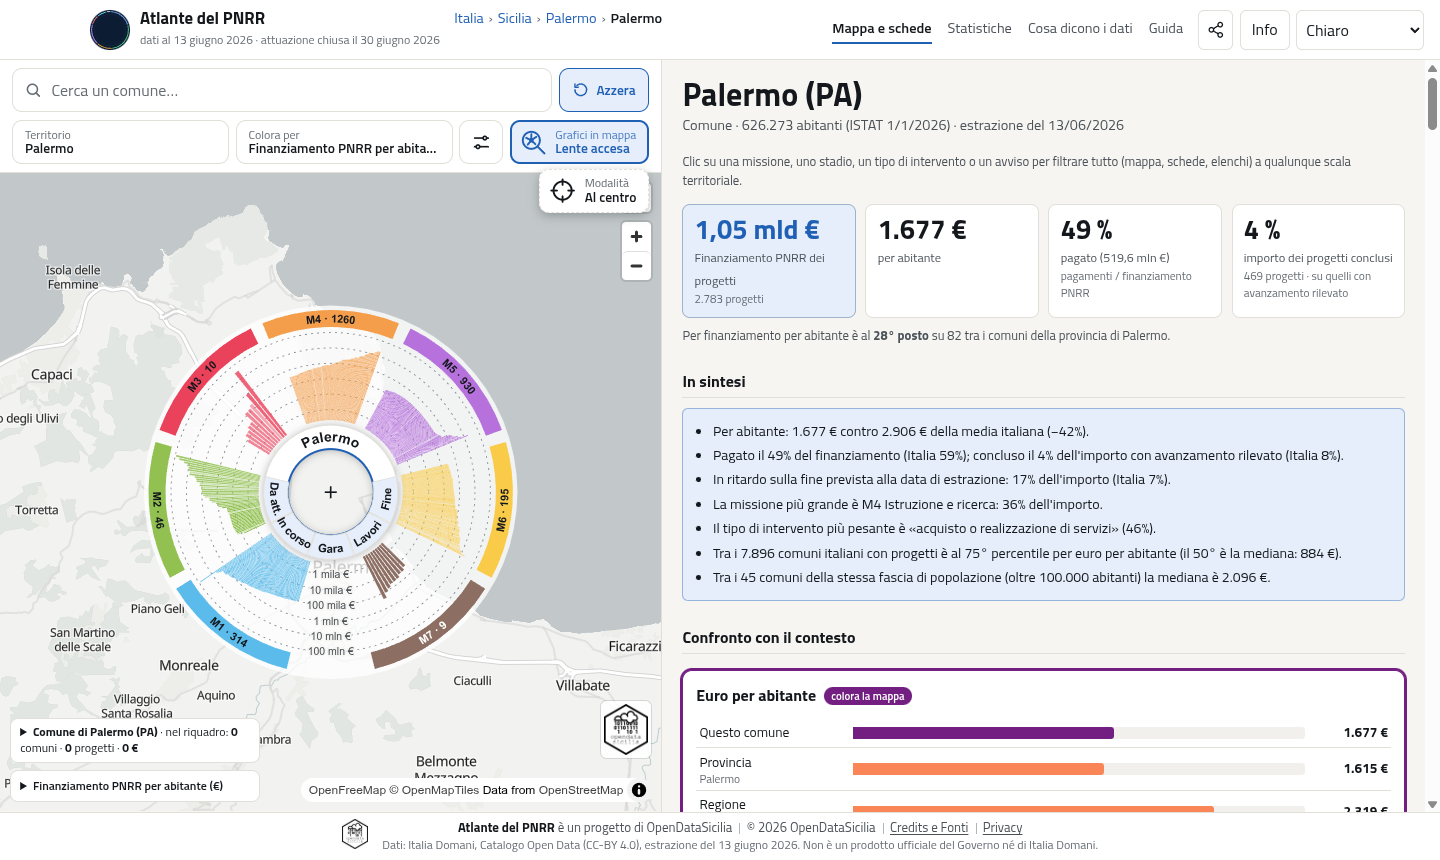 Atlante del PNRR
dati al 13 giugno 2026 · attuazione chiusa il 30 giugno 2026
Italia › Sicilia › Palermo › Palermo
Mappa e schede
Statistiche
Cosa dicono i dati
Guida
Info
Chiaro
Cerca un comune...
Azzera
Territorio
Palermo
Colora per
Finanziamento PNRR per abita...
Grafici in mappa
Lente accesa
Modalità
Al centro
+
−
Isola delle
Femmine
Capaci
o degli Ulivi
Torretta
Piano Geli
San Martino
delle Scale
Monreale
Villaggio
Santa Rosalia
Aquino
ambra
Belmonte
Mezzagno
Ciaculli
Villabate
Ficarazzi
M4 · 1260
M5 · 930
M6 · 195
M7 · 9
M1 · 314
M2 · 46
M3 · 10
Palermo
Da att.
In corso
Gara
Lavori
Fine
+
Palerm
1 mila €
10 mila €
100 mila €
1 mln €
10 mln €
100 mln €
▶ Comune di Palermo (PA) · nel riquadro: 0
comuni · 0 progetti · 0 €
▶ Finanziamento PNRR per abitante (€)
OpenFreeMap © OpenMapTiles Data from OpenStreetMap
Palermo (PA)
Comune · 626.273 abitanti (ISTAT 1/1/2026) · estrazione del 13/06/2026
Clic su una missione, uno stadio, un tipo di intervento o un avviso per filtrare tutto (mappa, schede, elenchi) a qualunque scala
territoriale.
1,05 mld €
Finanziamento PNRR dei
progetti
2.783 progetti
1.677 €
per abitante
49 %
pagato (519,6 mln €)
pagamenti / finanziamento
PNRR
4 %
importo dei progetti conclusi
469 progetti · su quelli con
avanzamento rilevato
Per finanziamento per abitante è al 28° posto su 82 tra i comuni della provincia di Palermo.
In sintesi
• Per abitante: 1.677 € contro 2.906 € della media italiana (−42%).
• Pagato il 49% del finanziamento (Italia 59%); concluso il 4% dell'importo con avanzamento rilevato (Italia 8%).
• In ritardo sulla fine prevista alla data di estrazione: 17% dell'importo (Italia 7%).
• La missione più grande è M4 Istruzione e ricerca: 36% dell'importo.
• Il tipo di intervento più pesante è «acquisto o realizzazione di servizi» (46%).
• Tra i 7.896 comuni italiani con progetti è al 75° percentile per euro per abitante (il 50° è la mediana: 884 €).
• Tra i 45 comuni della stessa fascia di popolazione (oltre 100.000 abitanti) la mediana è 2.096 €.
Confronto con il contesto
Euro per abitante
colora la mappa
Questo comune
1.677 €
Provincia
Palermo
1.615 €
Regione
2.319 €
Atlante del PNRR è un progetto di OpenDataSicilia | © 2026 OpenDataSicilia | Credits e Fonti | Privacy
Dati: Italia Domani, Catalogo Open Data (CC-BY 4.0), estrazione del 13 giugno 2026. Non è un prodotto ufficiale del Governo né di Italia Domani.